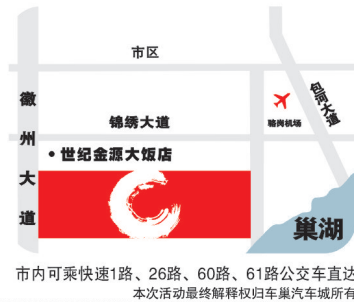 市区
徽州大道
包河大道
骆岗机场
锦绣大道
•世纪金源大饭店
巢湖
市内可乘快速1路、26路、60路、61路公交车直达
本次活动最终解释权归车巢汽车城所有